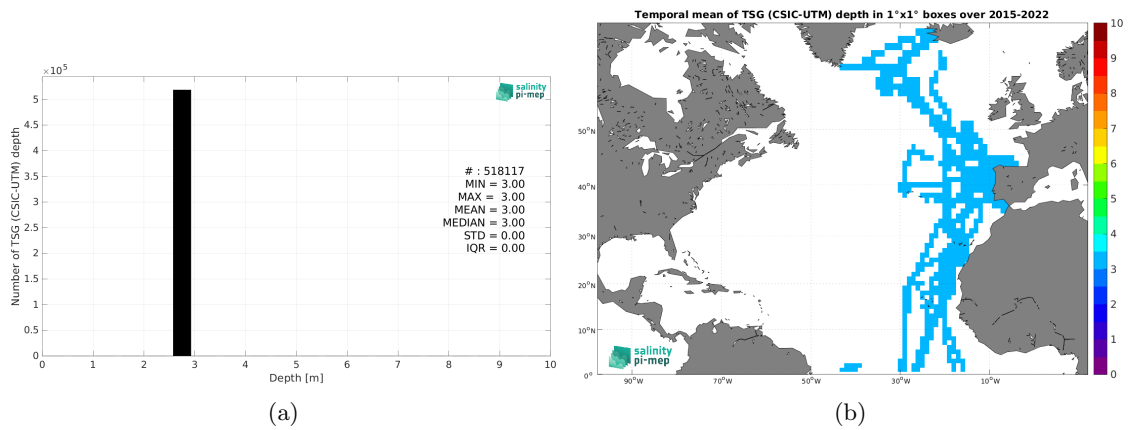 ×10⁵
5
4.5
4
3.5
3
2.5
2
1.5
1
0.5
0
Number of TSG (CSIC-UTM) depth
salinity
pi-mep
# : 518117
MIN = 3.00
MAX = 3.00
MEAN = 3.00
MEDIAN = 3.00
STD = 0.00
IQR = 0.00
0 1 2 3 4 5 6 7 8 9 10
Depth [m]
(a)
Temporal mean of TSG (CSIC-UTM) depth in 1°x1° boxes over 2015-2022
50°N
40°N
30°N
20°N
10°N
0°
90°W 70°W 50°W 30°W 10°W
salinity
pi-mep
10
9
8
7
6
5
4
3
2
1
0
(b)